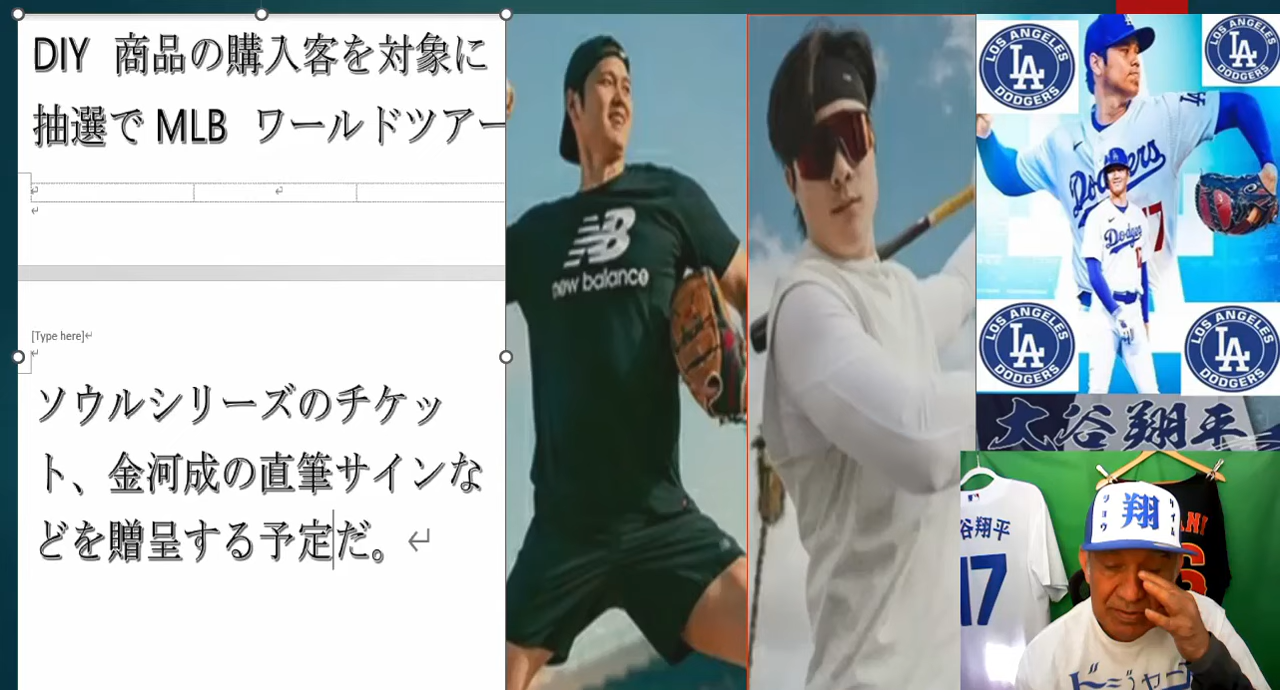 DIY 商品の購入客を対象に
抽選で MLB ワールドツアー
[Type here]
ソウルシリーズのチケッ
ト、金河成の直筆サインな
どを贈呈する予定だ。
new balance
LOS ANGELES
LA
DODGERS
LOS ANGELES
LA
DODGERS
Dodgers
17
Dodgers
LOS ANGELES
LA
DODGERS
LOS ANGELES
LA
DODGERS
大谷翔平
谷翔平
17
翔